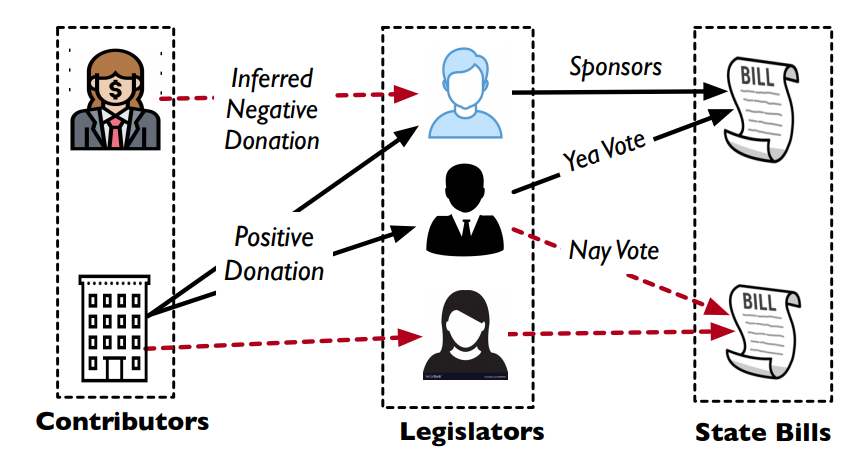 Inferred
Negative
Donation
Sponsors
BILL
$
Yea Vote
Positive
Donation
Nay Vote
BILL
Contributors
Legislators
State Bills